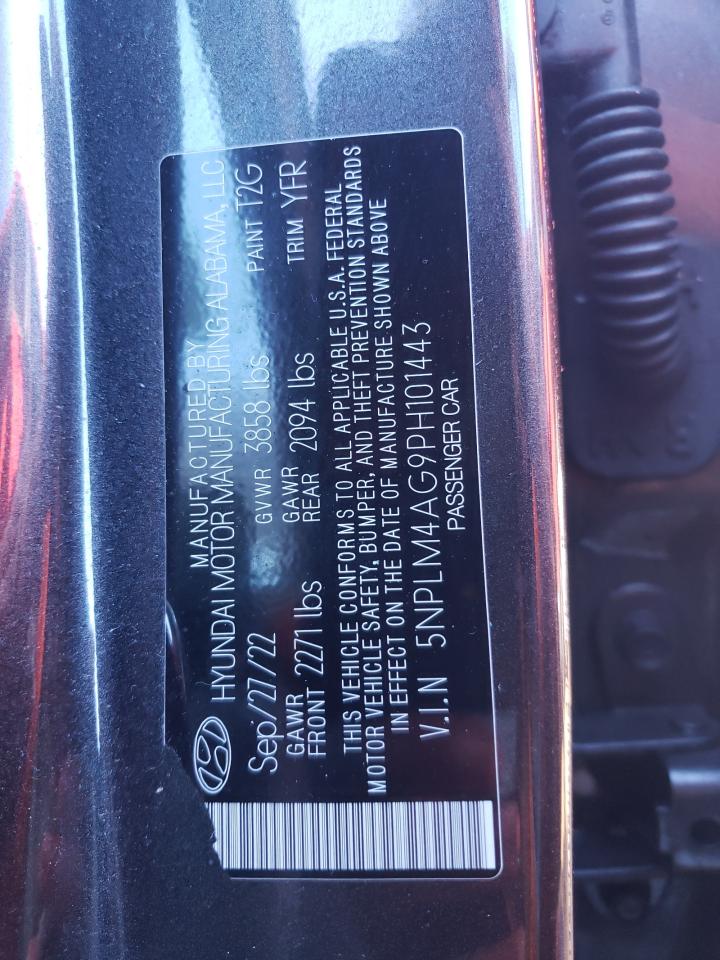 MANUFACTURED BY
HYUNDAI MOTOR MANUFACTURING ALABAMA, LLC
Sep/27/22 GVWR 3858 lbs PAINT T2G
GAWR FRONT 2271 lbs GAWR REAR 2094 lbs TRIM YFR
THIS VEHICLE CONFORMS TO ALL APPLICABLE U.S.A. FEDERAL
MOTOR VEHICLE SAFETY, BUMPER, AND THEFT PREVENTION STANDARDS
IN EFFECT ON THE DATE OF MANUFACTURE SHOWN ABOVE
V.I.N 5NPLM4AG9PH101443
PASSENGER CAR